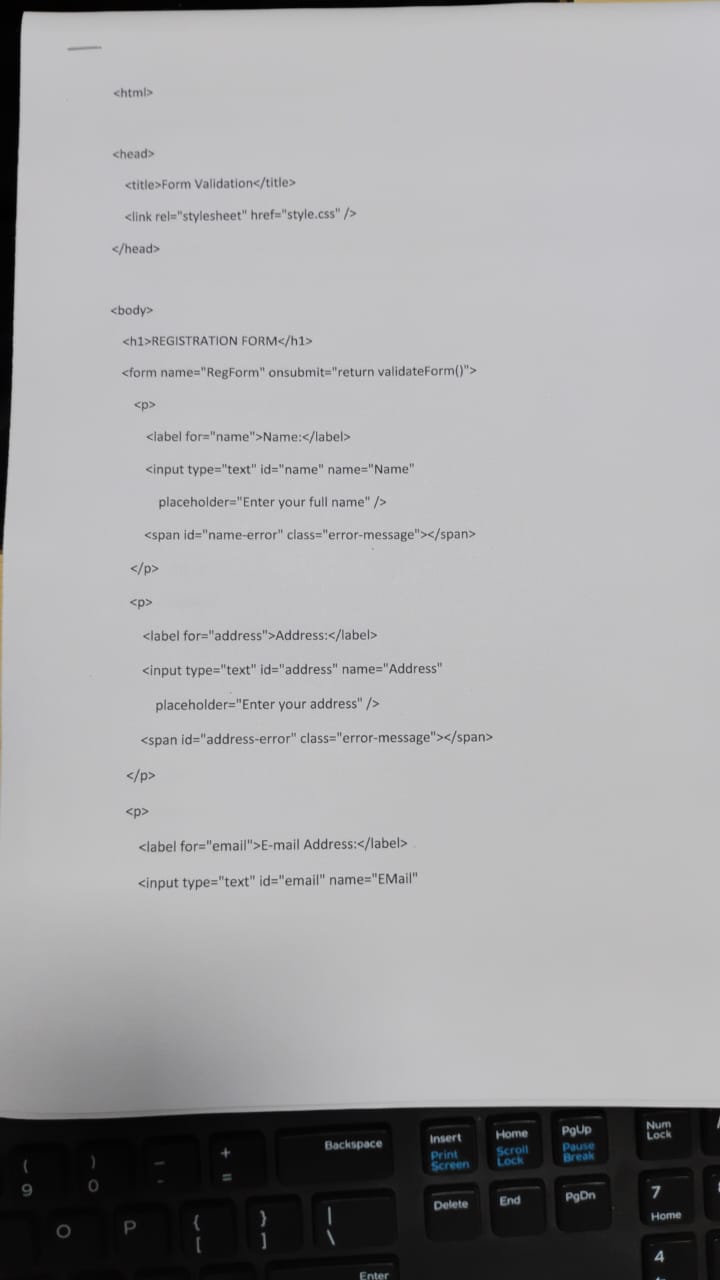 <html>
<head>
<title>Form Validation</title>
<link rel="stylesheet" href="style.css" />
</head>
<body>
<h1>REGISTRATION FORM</h1>
<form name="RegForm" onsubmit="return validateForm()">
<p>
<label for="name">Name:</label>
<input type="text" id="name" name="Name"
placeholder="Enter your full name" />
<span id="name-error" class="error-message"></span>
</p>
<p>
<label for="address">Address:</label>
<input type="text" id="address" name="Address"
placeholder="Enter your address" />
<span id="address-error" class="error-message"></span>
</p>
<p>
<label for="email">E-mail Address:</label>
<input type="text" id="email" name="EMail"
( ) _ + Backspace Insert Home PgUp Num Lock
9 0 - = Print Screen Scroll Lock Pause Break
O P { } | Delete End PgDn 7 Home
[ ] \
Enter 4